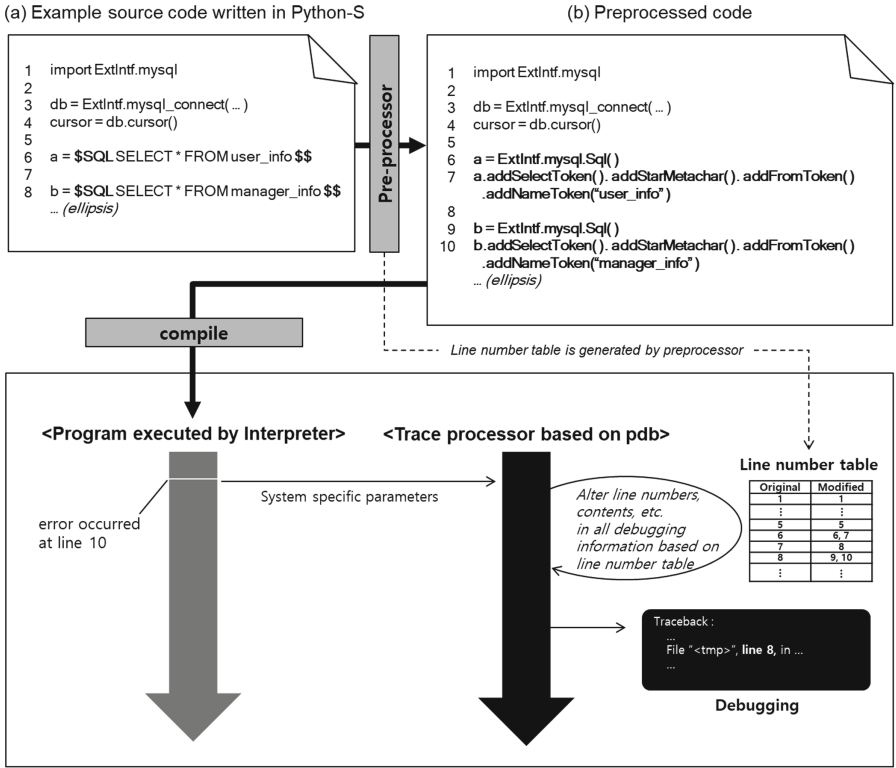 (a) Example source code written in Python-S
1 import ExtIntf.mysql
2
3 db = ExtIntf.mysql_connect( ... )
4 cursor = db.cursor()
5
6 a = $SQL SELECT * FROM user_info $$
7
8 b = $SQL SELECT * FROM manager_info $$
... (ellipsis)
Pre-processor
(b) Preprocessed code
1 import ExtIntf.mysql
2
3 db = ExtIntf.mysql_connect( ... )
4 cursor = db.cursor()
5
6 a = ExtIntf.mysql.Sql( )
7 a.addSelectToken( ). addStarMetachar( ). addFromToken( )
.addNameToken(“user_info” )
8
9 b = ExtIntf.mysql.Sql( )
10 b.addSelectToken( ). addStarMetachar( ). addFromToken( )
.addNameToken(“manager_info” )
... (ellipsis)
compile
Line number table is generated by preprocessor
<Program executed by Interpreter>
<Trace processor based on pdb>
error occurred
at line 10
System specific parameters
Alter line numbers,
contents, etc.
in all debugging
information based on
line number table
Line number table
Original Modified
1 1
⋮ ⋮
5 5
6 6, 7
7 8
8 9, 10
⋮ ⋮
Traceback :
...
File “<tmp>”, line 8, in ...
...
Debugging